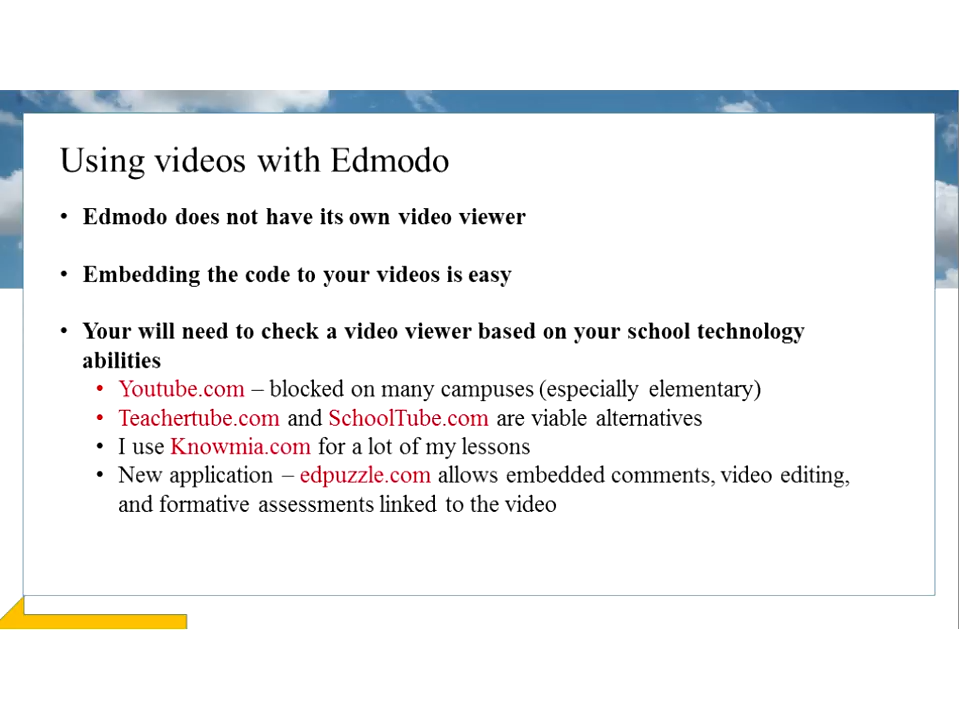 Using videos with Edmodo
• Edmodo does not have its own video viewer
• Embedding the code to your videos is easy
• Your will need to check a video viewer based on your school technology
abilities
• Youtube.com – blocked on many campuses (especially elementary)
• Teachertube.com and SchoolTube.com are viable alternatives
• I use Knowmia.com for a lot of my lessons
• New application – edpuzzle.com allows embedded comments, video editing,
and formative assessments linked to the video